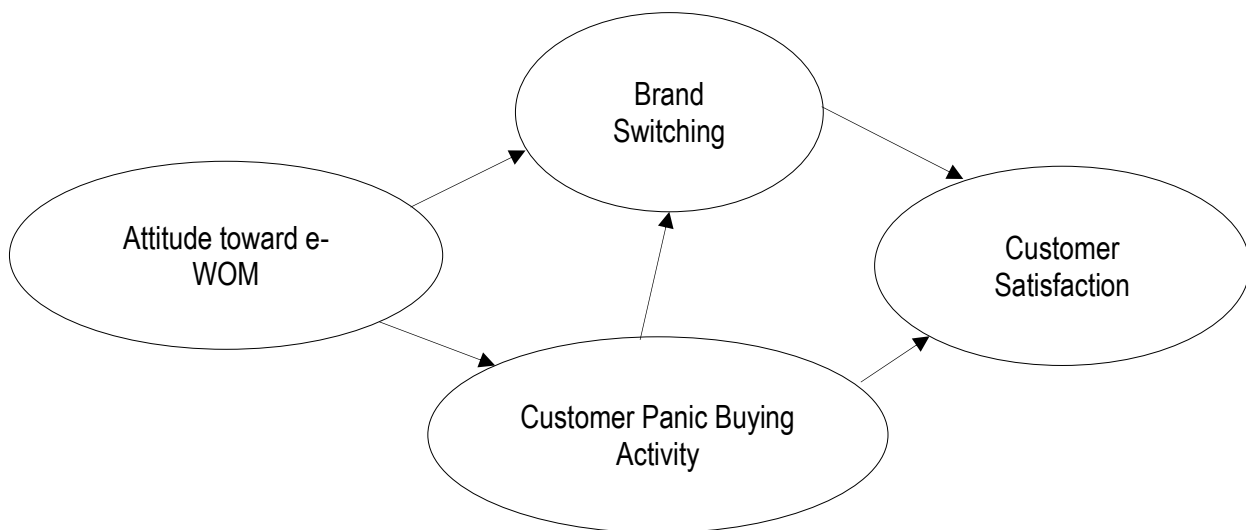 Brand
Switching
Attitude toward e-
WOM
Customer
Satisfaction
Customer Panic Buying
Activity